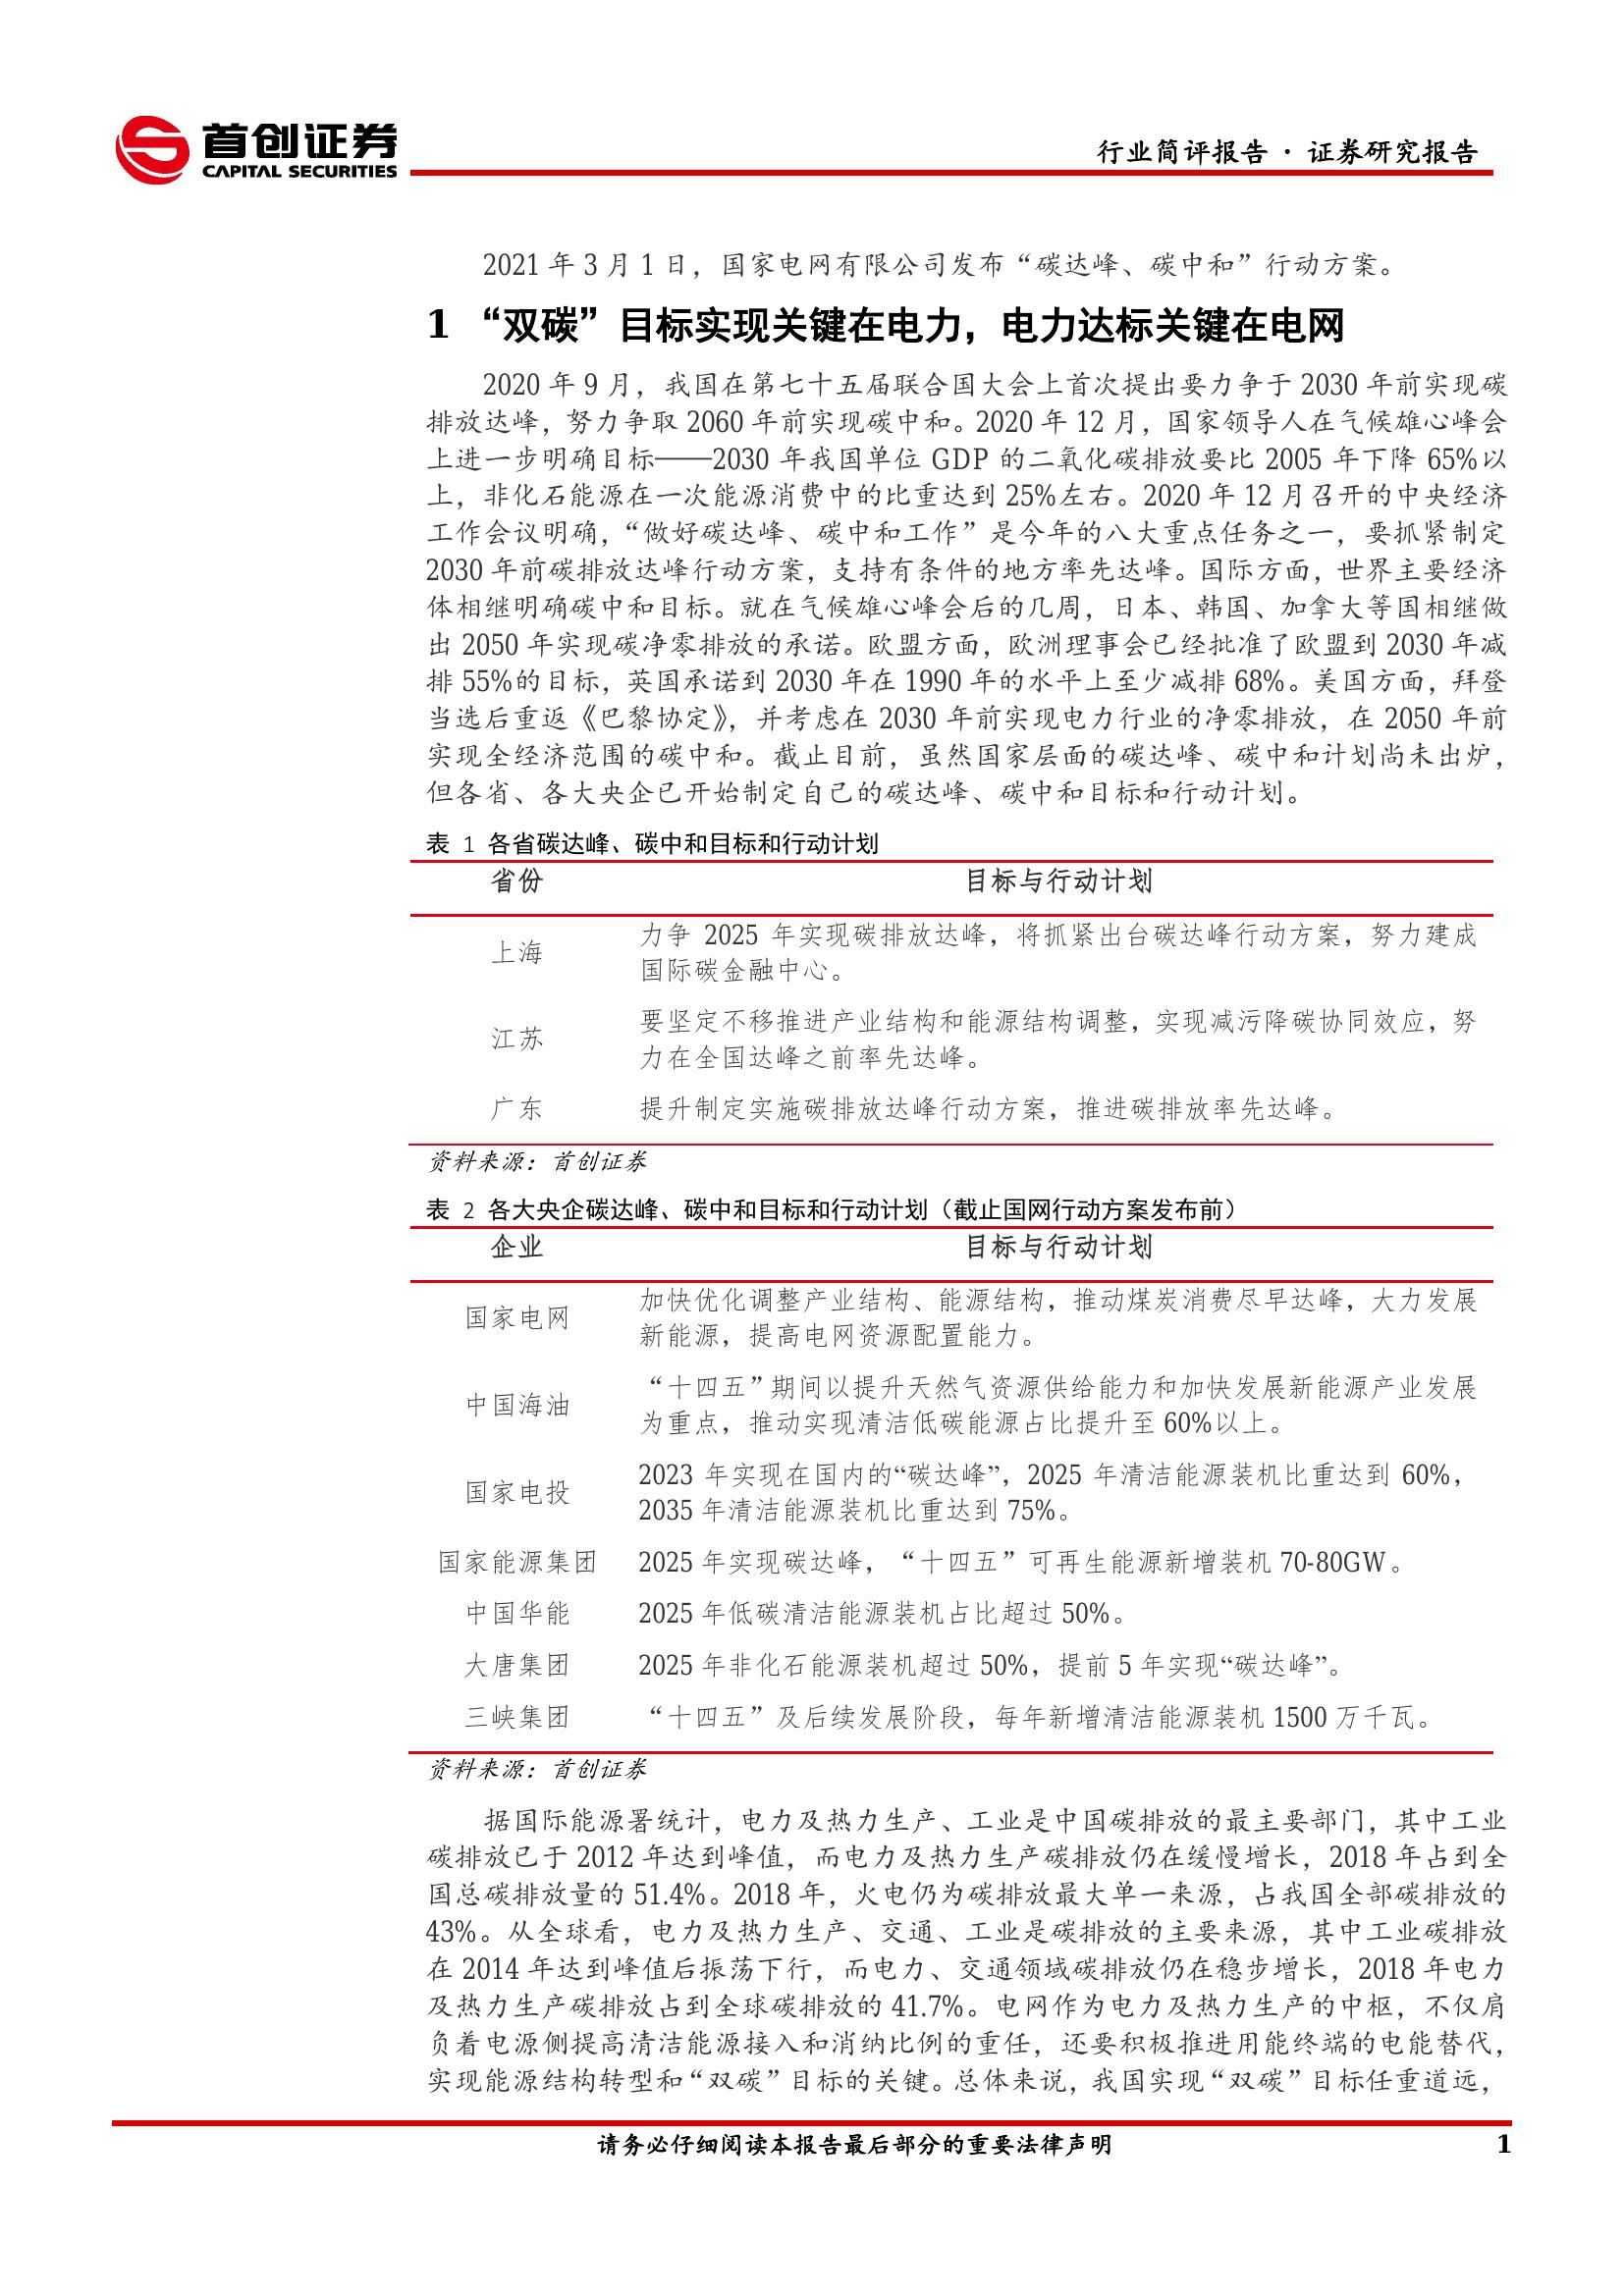 首创证券
CAPITAL SECURITIES
行业简评报告 · 证券研究报告
2021 年 3 月 1 日，国家电网有限公司发布“碳达峰、碳中和”行动方案。
1 “双碳”目标实现关键在电力，电力达标关键在电网
2020 年 9 月，我国在第七十五届联合国大会上首次提出要力争于 2030 年前实现碳
排放达峰，努力争取 2060 年前实现碳中和。2020 年 12 月，国家领导人在气候雄心峰会
上进一步明确目标——2030 年我国单位 GDP 的二氧化碳排放要比 2005 年下降 65%以
上，非化石能源在一次能源消费中的比重达到 25%左右。2020 年 12 月召开的中央经济
工作会议明确，“做好碳达峰、碳中和工作”是今年的八大重点任务之一，要抓紧制定
2030 年前碳排放达峰行动方案，支持有条件的地方率先达峰。国际方面，世界主要经济
体相继明确碳中和目标。就在气候雄心峰会后的几周，日本、韩国、加拿大等国相继做
出 2050 年实现碳净零排放的承诺。欧盟方面，欧洲理事会已经批准了欧盟到 2030 年减
排 55%的目标，英国承诺到 2030 年在 1990 年的水平上至少减排 68%。美国方面，拜登
当选后重返《巴黎协定》，并考虑在 2030 年前实现电力行业的净零排放，在 2050 年前
实现全经济范围的碳中和。截止目前，虽然国家层面的碳达峰、碳中和计划尚未出炉，
但各省、各大央企已开始制定自己的碳达峰、碳中和目标和行动计划。
表 1 各省碳达峰、碳中和目标和行动计划
省份 目标与行动计划
上海 力争 2025 年实现碳排放达峰，将抓紧出台碳达峰行动方案，努力建成
国际碳金融中心。
江苏 要坚定不移推进产业结构和能源结构调整，实现减污降碳协同效应，努
力在全国达峰之前率先达峰。
广东 提升制定实施碳排放达峰行动方案，推进碳排放率先达峰。
资料来源：首创证券
表 2 各大央企碳达峰、碳中和目标和行动计划（截止国网行动方案发布前）
企业 目标与行动计划
国家电网 加快优化调整产业结构、能源结构，推动煤炭消费尽早达峰，大力发展
新能源，提高电网资源配置能力。
中国海油 “十四五”期间以提升天然气资源供给能力和加快发展新能源产业发展
为重点，推动实现清洁低碳能源占比提升至 60%以上。
国家电投 2023 年实现在国内的“碳达峰”，2025 年清洁能源装机比重达到 60%，
2035 年清洁能源装机比重达到 75%。
国家能源集团 2025 年实现碳达峰，“十四五”可再生能源新增装机 70-80GW。
中国华能 2025 年低碳清洁能源装机占比超过 50%。
大唐集团 2025 年非化石能源装机超过 50%，提前 5 年实现“碳达峰”。
三峡集团 “十四五”及后续发展阶段，每年新增清洁能源装机 1500 万千瓦。
资料来源：首创证券
据国际能源署统计，电力及热力生产、工业是中国碳排放的最主要部门，其中工业
碳排放已于 2012 年达到峰值，而电力及热力生产碳排放仍在缓慢增长，2018 年占到全
国总碳排放量的 51.4%。2018 年，火电仍为碳排放最大单一来源，占我国全部碳排放的
43%。从全球看，电力及热力生产、交通、工业是碳排放的主要来源，其中工业碳排放
在 2014 年达到峰值后振荡下行，而电力、交通领域碳排放仍在稳步增长，2018 年电力
及热力生产碳排放占到全球碳排放的 41.7%。电网作为电力及热力生产的中枢，不仅肩
负着电源侧提高清洁能源接入和消纳比例的重任，还要积极推进用能终端的电能替代，
实现能源结构转型和“双碳”目标的关键。总体来说，我国实现“双碳”目标任重道远，
请务必仔细阅读本报告最后部分的重要法律声明 1